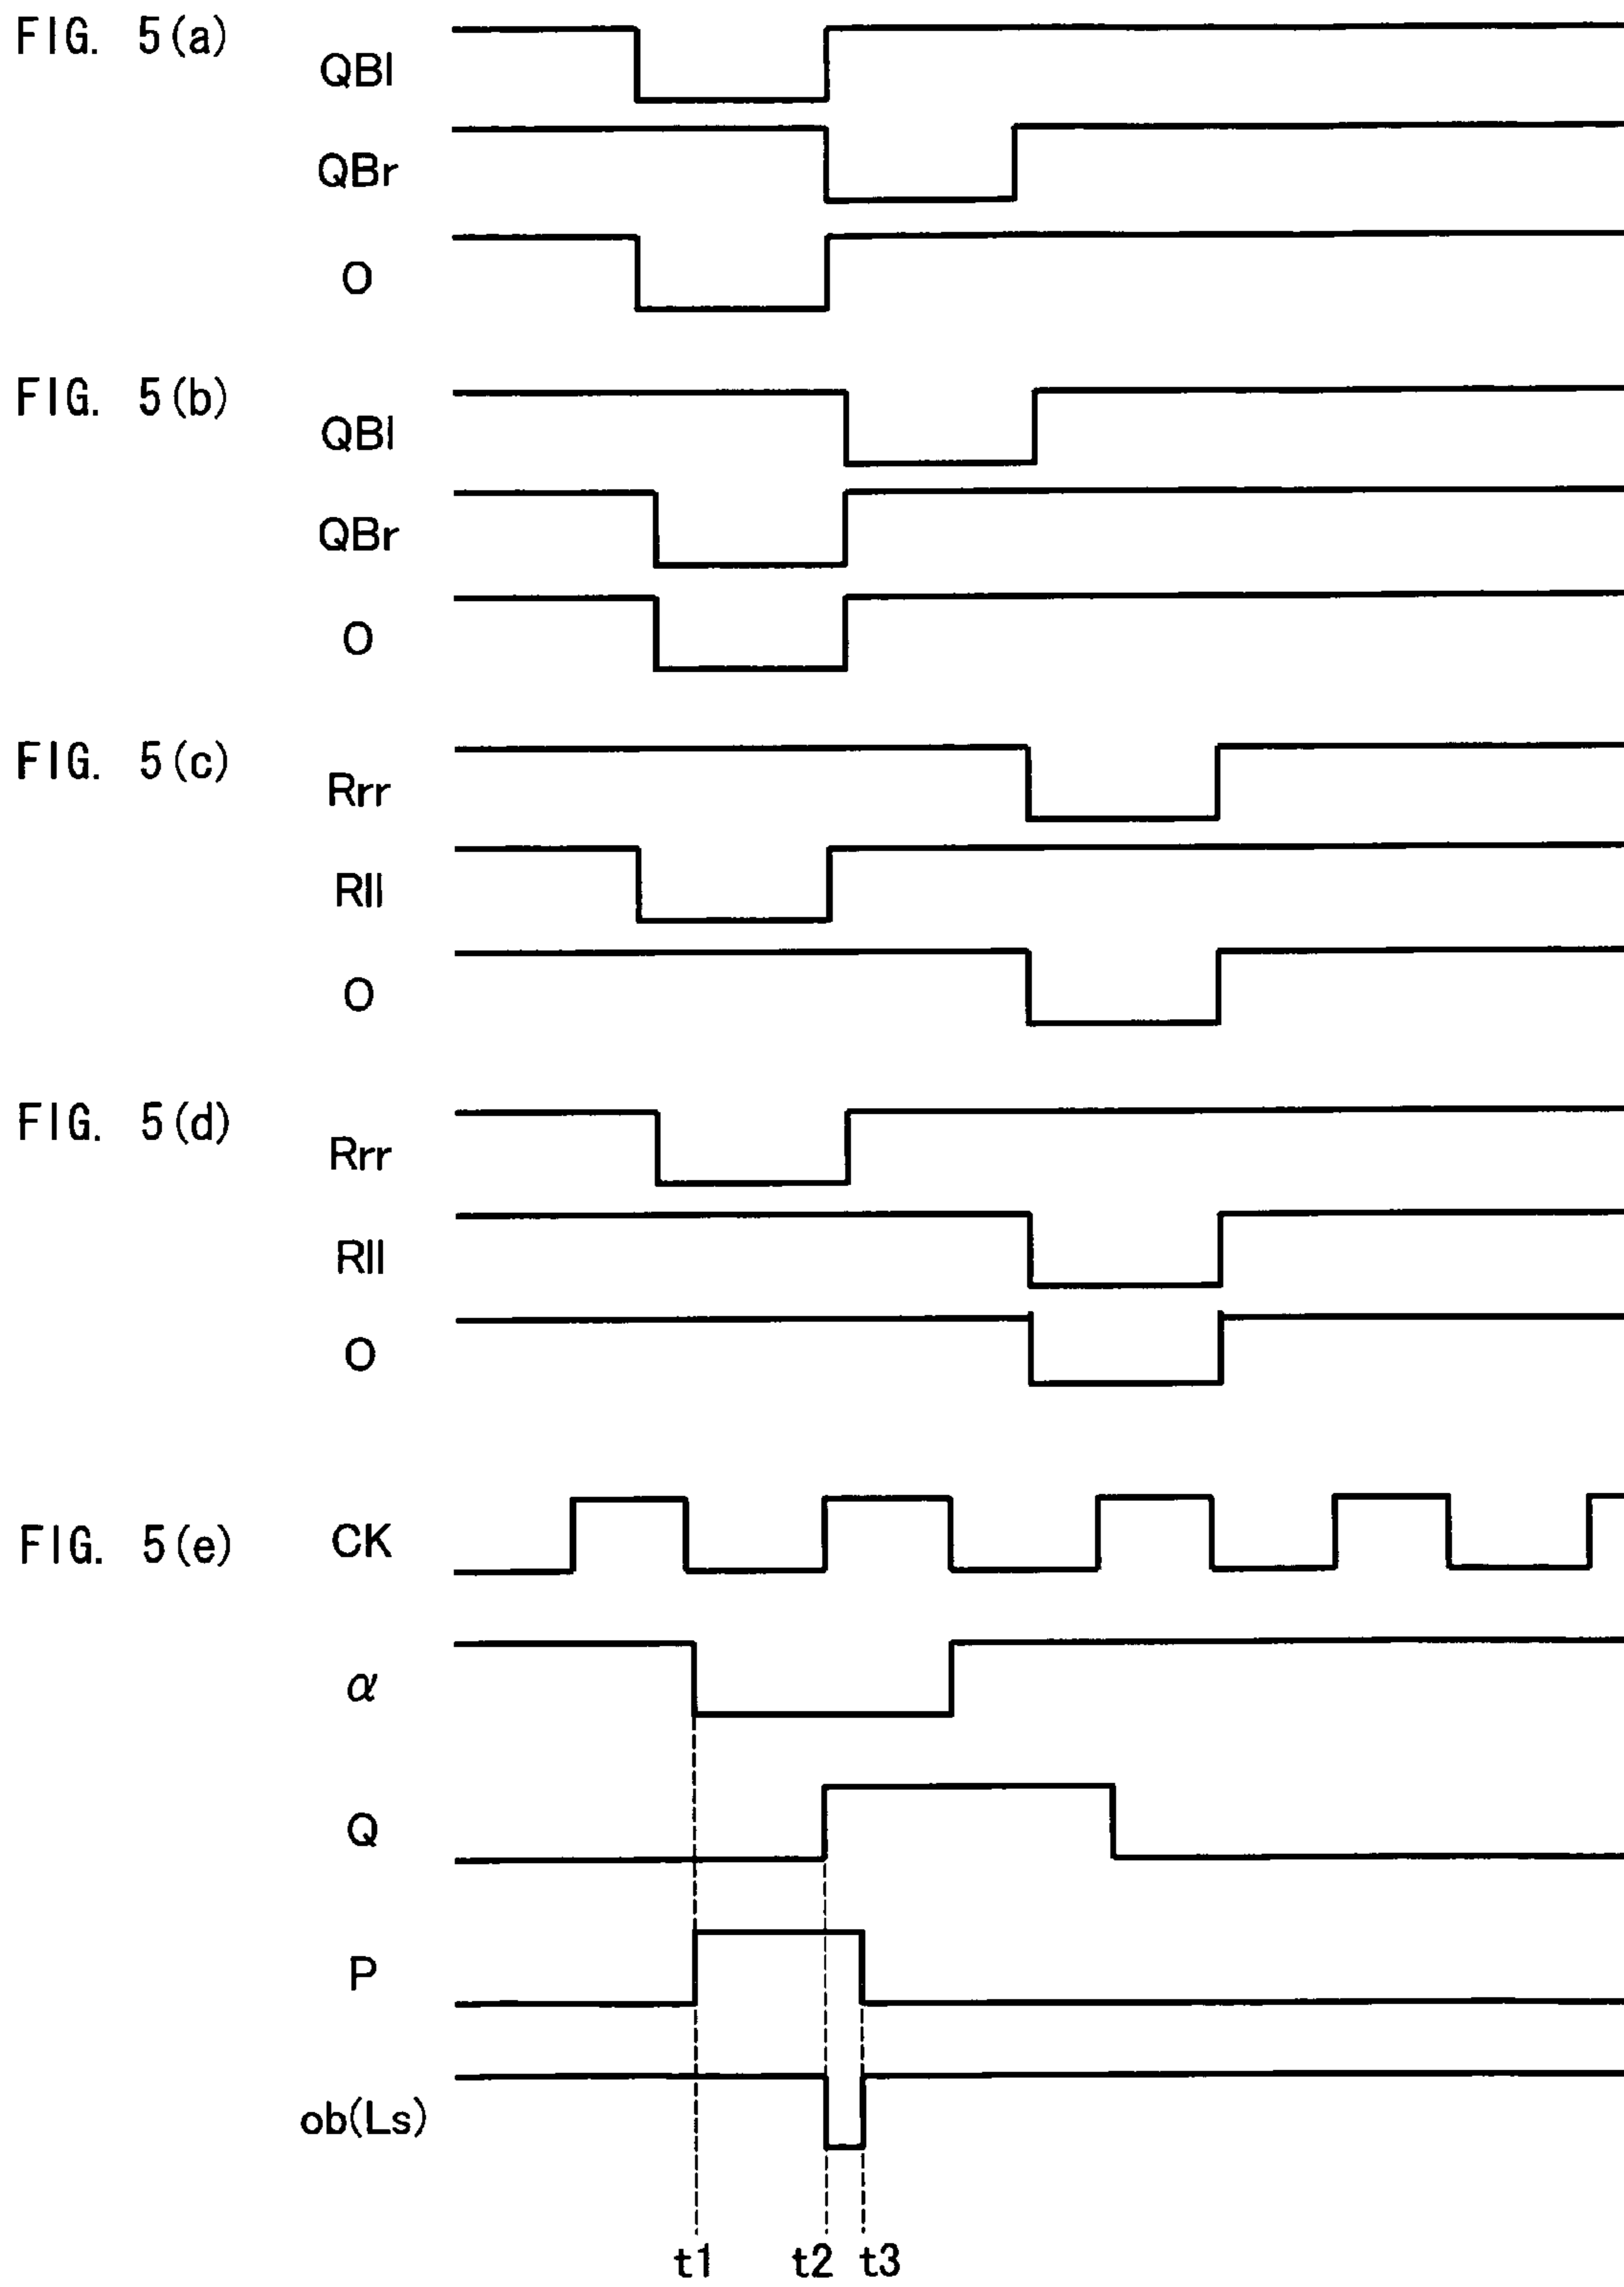 FIG. 5(a)
QBl
QBr
O
FIG. 5(b)
QBl
QBr
O
FIG. 5(c)
Rrr
Rll
O
FIG. 5(d)
Rrr
Rll
O
FIG. 5(e)
CK
α
Q
P
ob(Ls)
t1 t2 t3